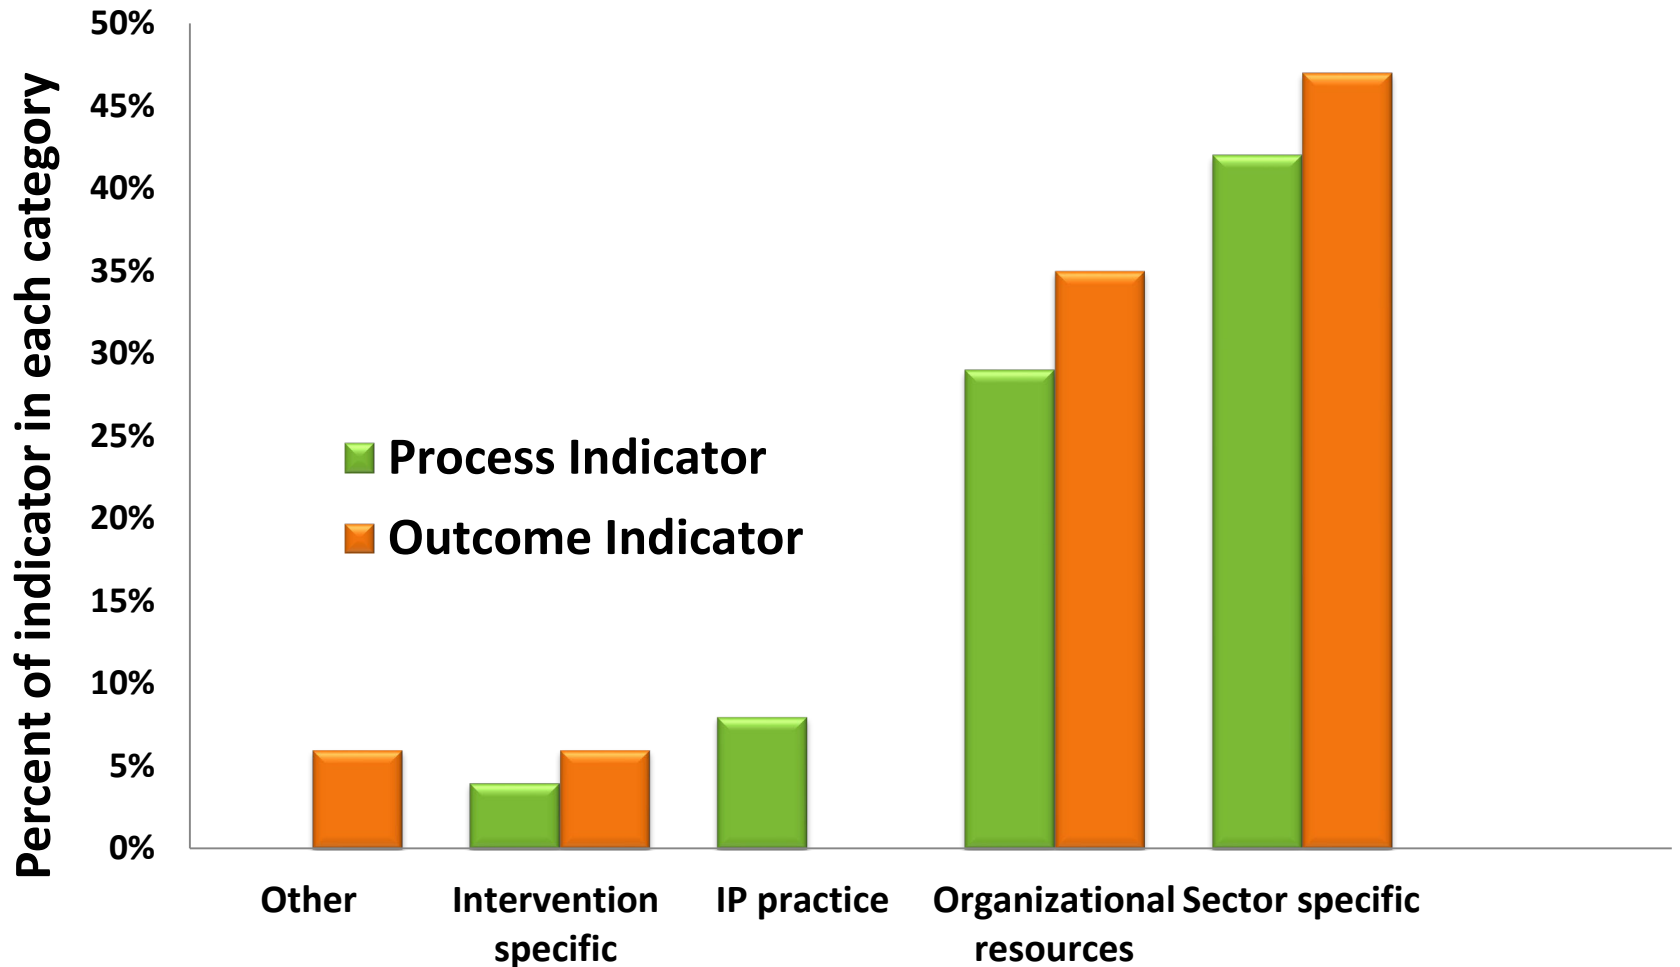 Percent of indicator in each category
50%
45%
40%
35%
30%
25%
20%
15%
10%
5%
0%
Process Indicator
Outcome Indicator
Other
Intervention
specific
IP practice
Organizational
resources
Sector specific